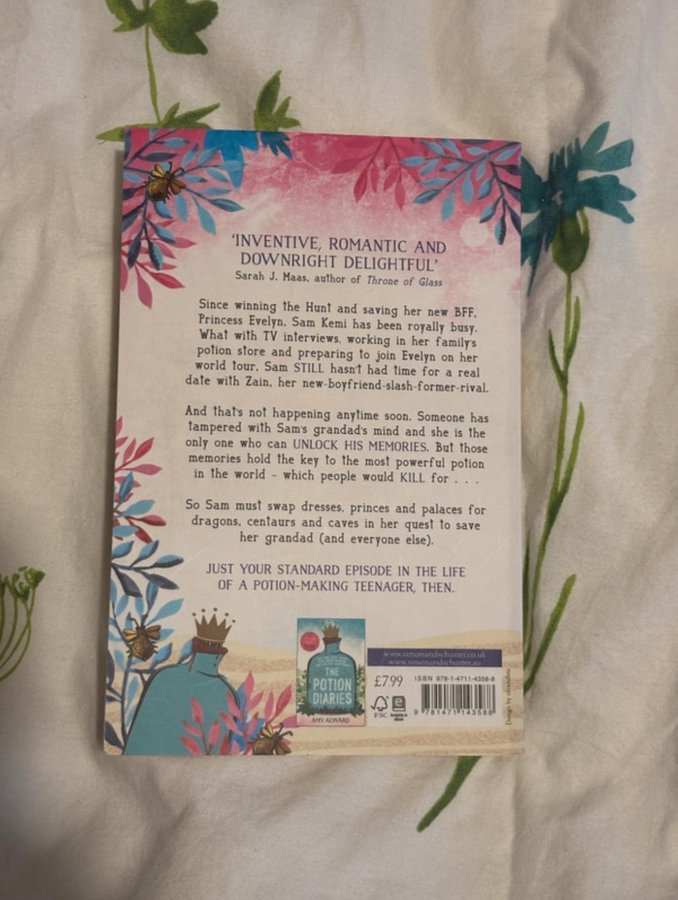 'INVENTIVE, ROMANTIC AND
DOWNRIGHT DELIGHTFUL'
Sarah J. Maas, author of Throne of Glass
Since winning the Hunt and saving her new BFF,
Princess Evelyn, Sam Kemi has been royally busy.
What with TV interviews, working in her family's
potion store and preparing to join Evelyn on her
world tour, Sam STILL hasn't had time for a real
date with Zain, her new-boyfriend-slash-former-rival.
And that's not happening anytime soon. Someone has
tampered with Sam's grandad's mind and she is the
only one who can UNLOCK HIS MEMORIES. But those
memories hold the key to the most powerful potion
in the world – which people would KILL for . . .
So Sam must swap dresses, princes and palaces for
dragons, centaurs and caves in her quest to save
her grandad (and everyone else).
JUST YOUR STANDARD EPISODE IN THE LIFE
OF A POTION-MAKING TEENAGER, THEN.
THE
POTION
DIARIES
AMY ALWARD
www.simonandschuster.co.uk
www.simonandschuster.au
£7.99
ISBN 978-1-4711-4358-8
FSC
9 781471 143588